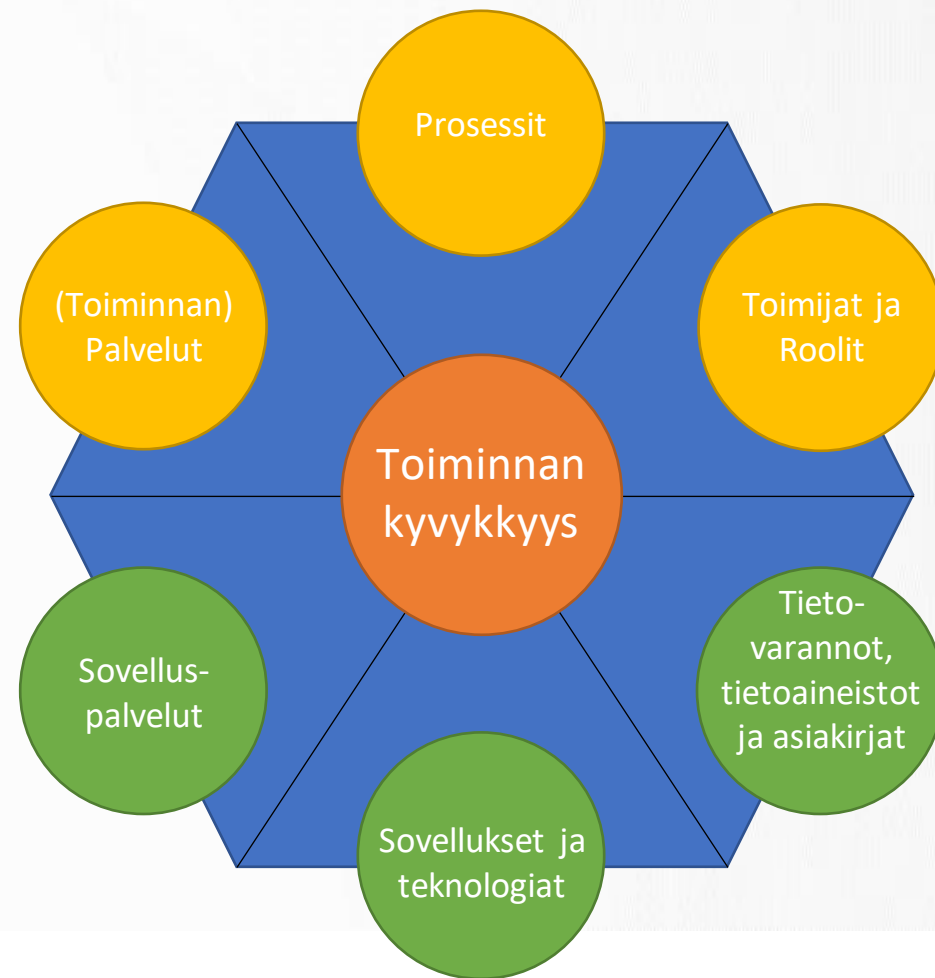 Prosessit
(Toiminnan)
Palvelut
Toimijat ja
Roolit
Toiminnan
kyvykkyys
Sovellus-
palvelut
Tieto-
varannot,
tietoaineistot
ja asiakirjat
Sovellukset ja
teknologiat